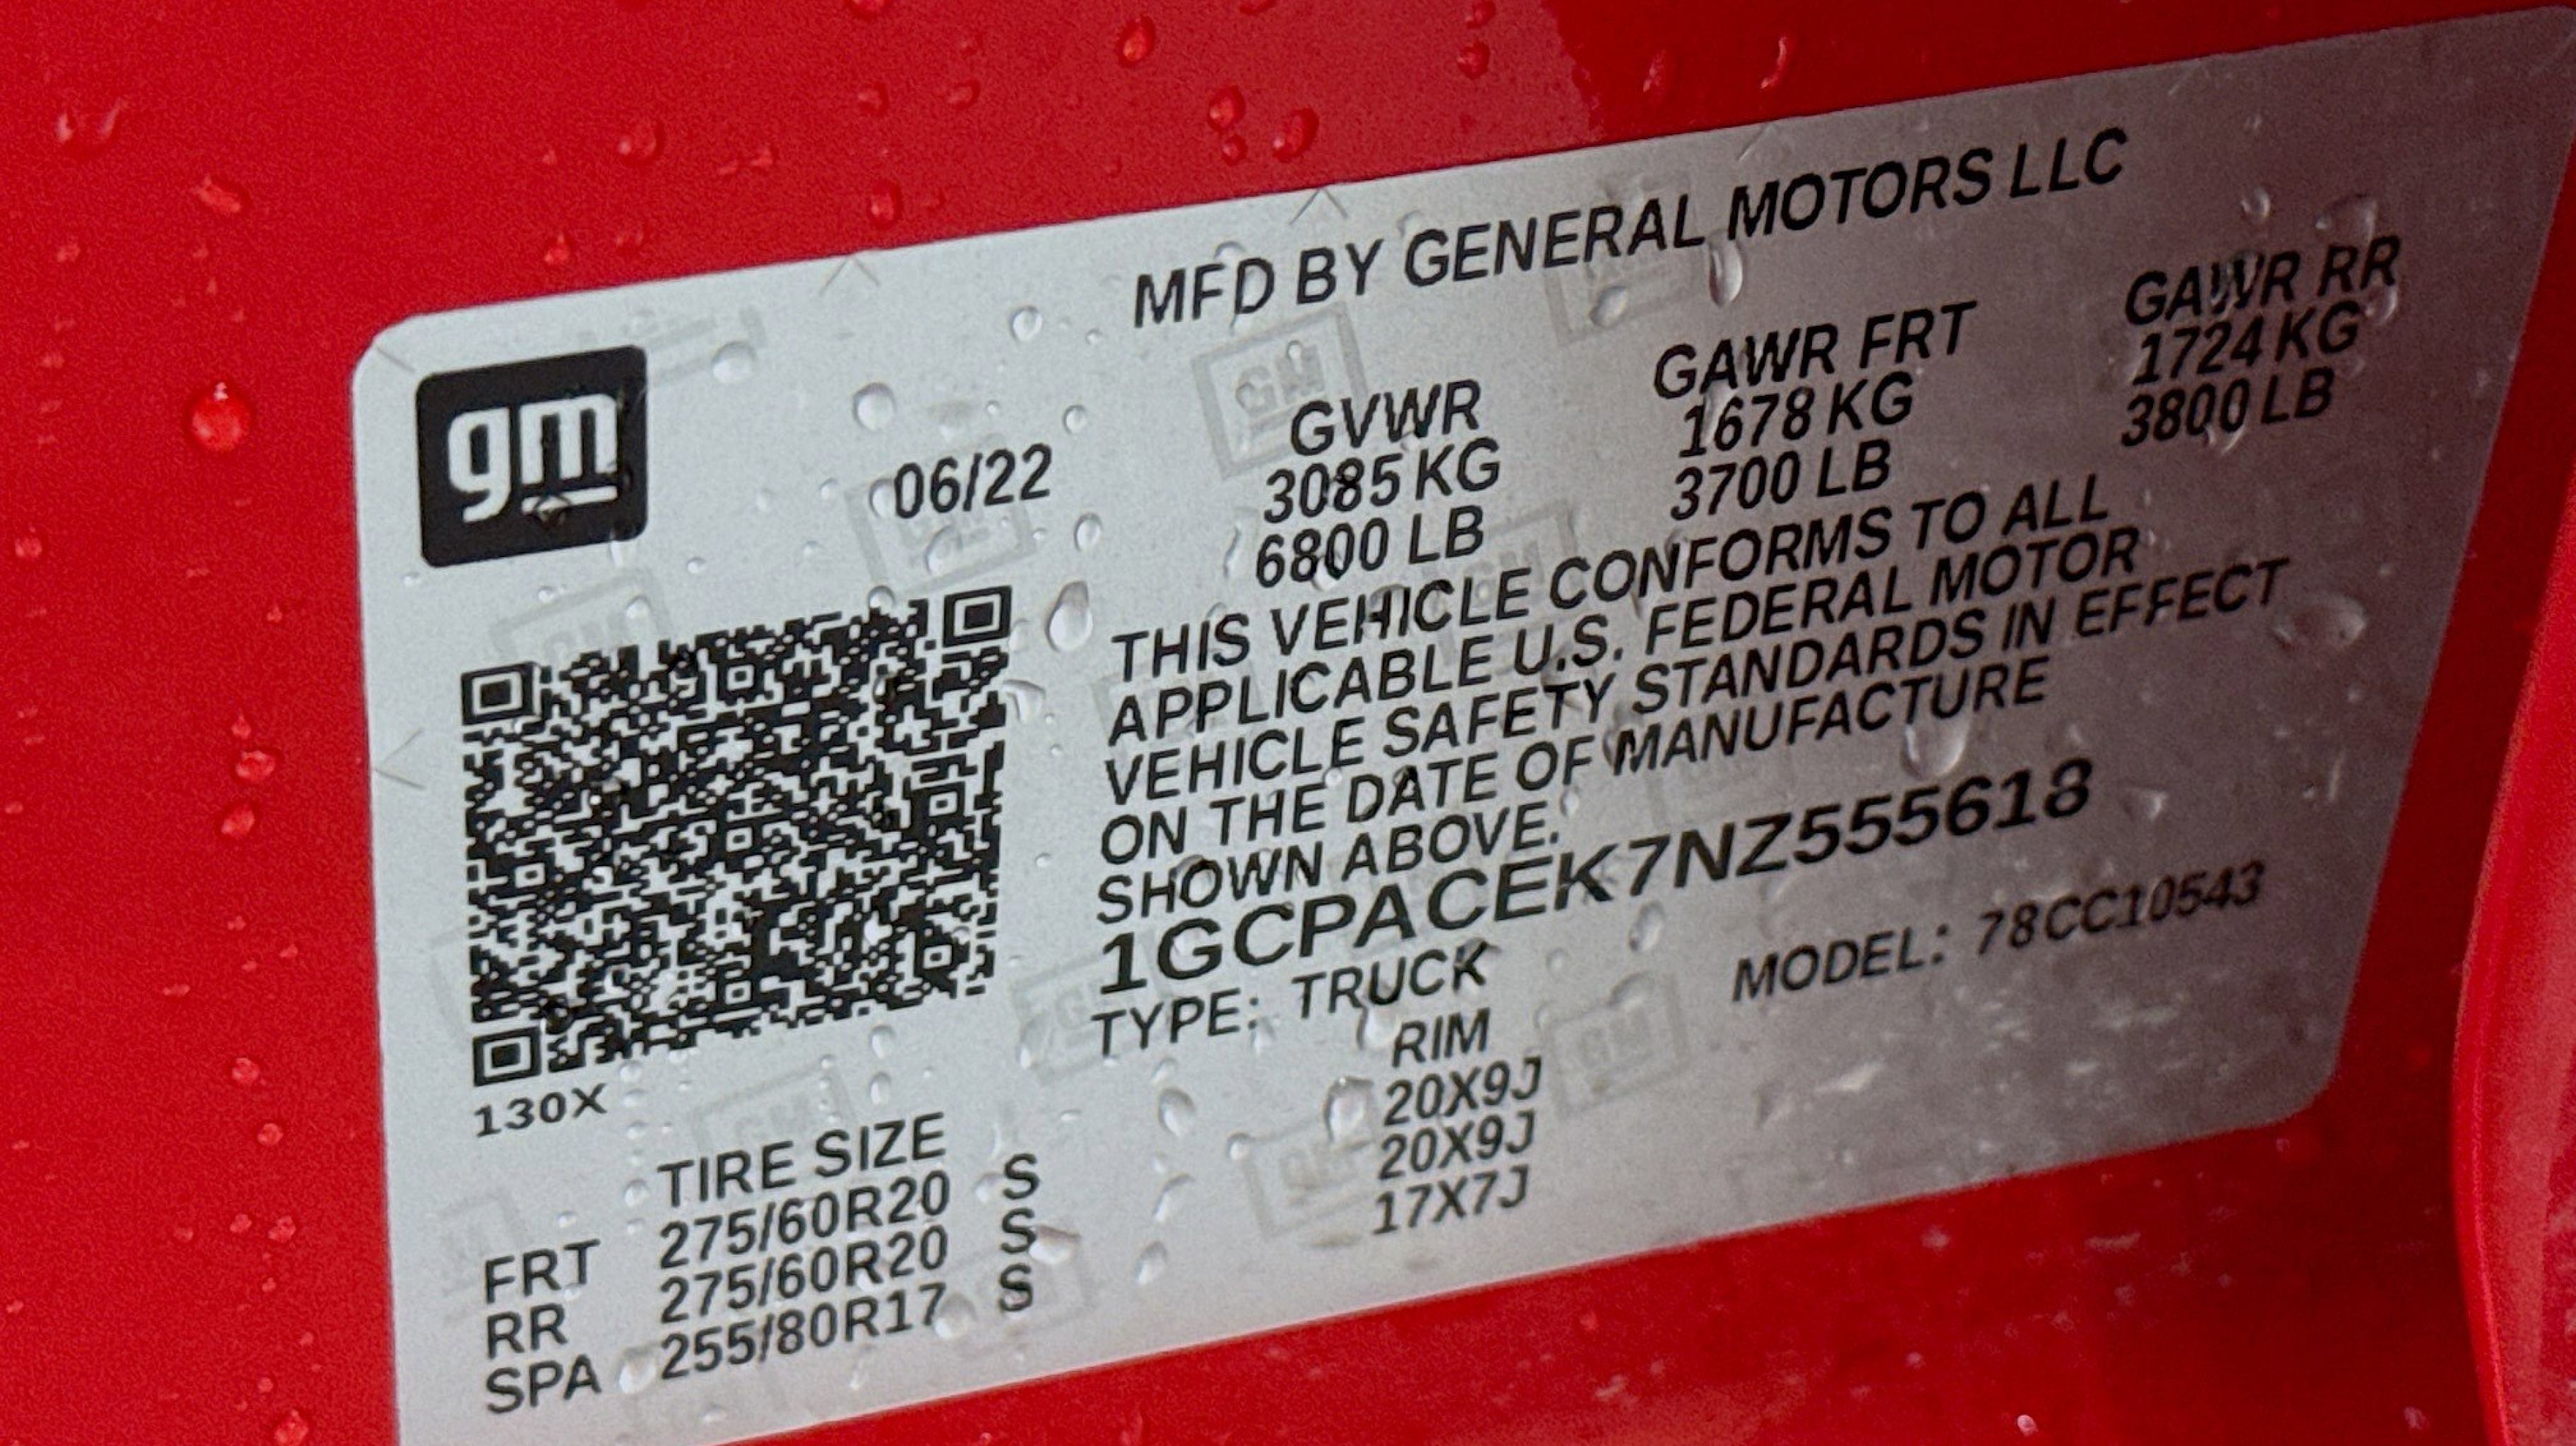 MFD BY GENERAL MOTORS LLC
gm
06/22
GVWR
3085 KG
6800 LB
GAWR FRT
1678 KG
3700 LB
GAWR RR
1724 KG
3800 LB
THIS VEHICLE CONFORMS TO ALL
APPLICABLE U.S. FEDERAL MOTOR
VEHICLE SAFETY STANDARDS IN EFFECT
ON THE DATE OF MANUFACTURE
SHOWN ABOVE.
1GCPACEK7NZ555618
TYPE: TRUCK MODEL: 78CC10543
130X
TIRE SIZE RIM
FRT 275/60R20 S 20X9J
RR 275/60R20 S 20X9J
SPA 255/80R17 S 17X7J